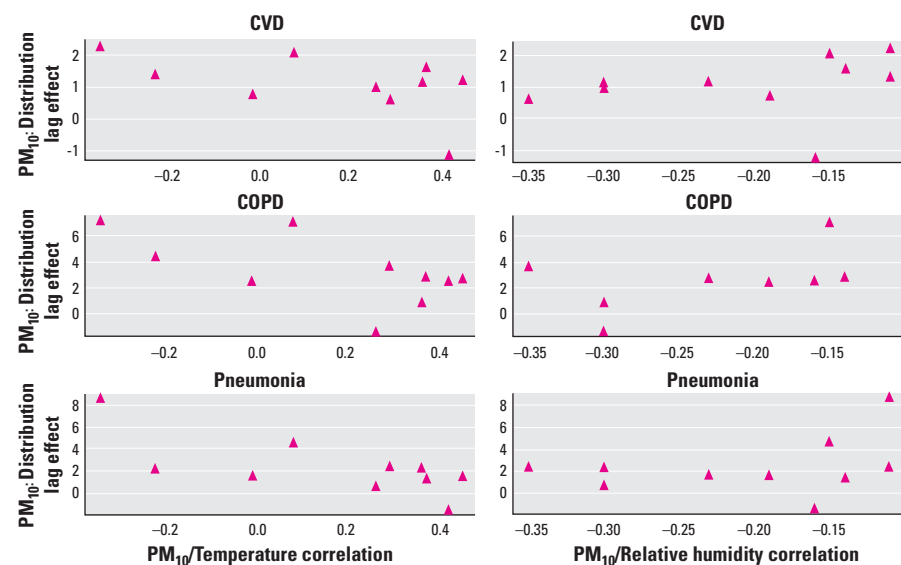 CVD
PM10: Distribution
lag effect
2
1
0
-1
–0.2 0.0 0.2 0.4
CVD
2
1
0
-1
–0.35 –0.30 –0.25 –0.20 –0.15
COPD
PM10: Distribution
lag effect
6
4
2
0
–0.2 0.0 0.2 0.4
COPD
6
4
2
0
–0.35 –0.30 –0.25 –0.20 –0.15
Pneumonia
PM10: Distribution
lag effect
8
6
4
2
0
–0.2 0.0 0.2 0.4
PM10/Temperature correlation
Pneumonia
8
6
4
2
0
–0.35 –0.30 –0.25 –0.20 –0.15
PM10/Relative humidity correlation